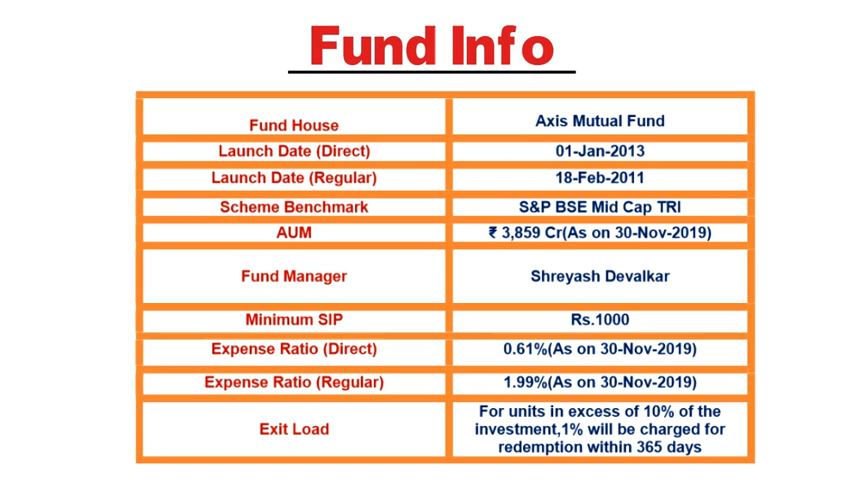 Fund Info
Fund House Axis Mutual Fund
Launch Date (Direct) 01-Jan-2013
Launch Date (Regular) 18-Feb-2011
Scheme Benchmark S&P BSE Mid Cap TRI
AUM ₹ 3,859 Cr(As on 30-Nov-2019)
Fund Manager Shreyash Devalkar
Minimum SIP Rs.1000
Expense Ratio (Direct) 0.61%(As on 30-Nov-2019)
Expense Ratio (Regular) 1.99%(As on 30-Nov-2019)
Exit Load
For units in excess of 10% of the
investment,1% will be charged for
redemption within 365 days